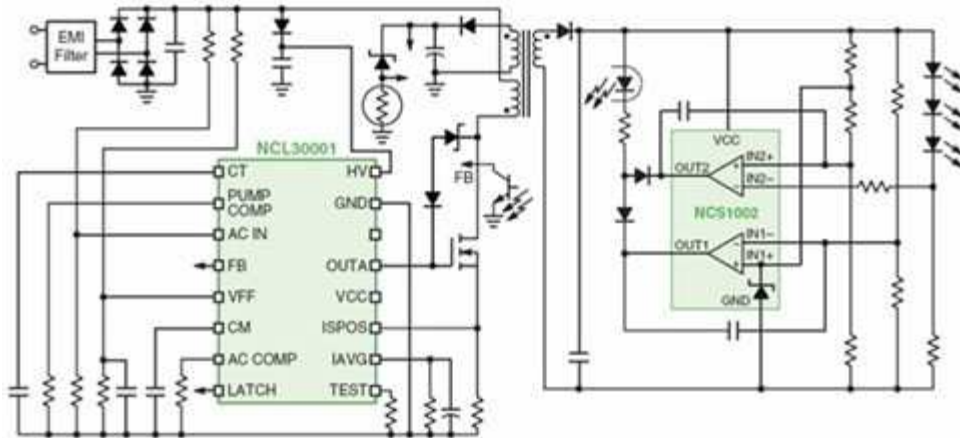 EMI
Filter
NCL30001
CT
HV
PUMP
COMP
GND
AC IN
FB
OUTA
VFF
VCC
CM
ISPOS
AC COMP
IAVG
LATCH
TEST
FB
VCC
OUT2
IN2+
IN2–
NCS1002
OUT1
IN1–
IN1+
GND